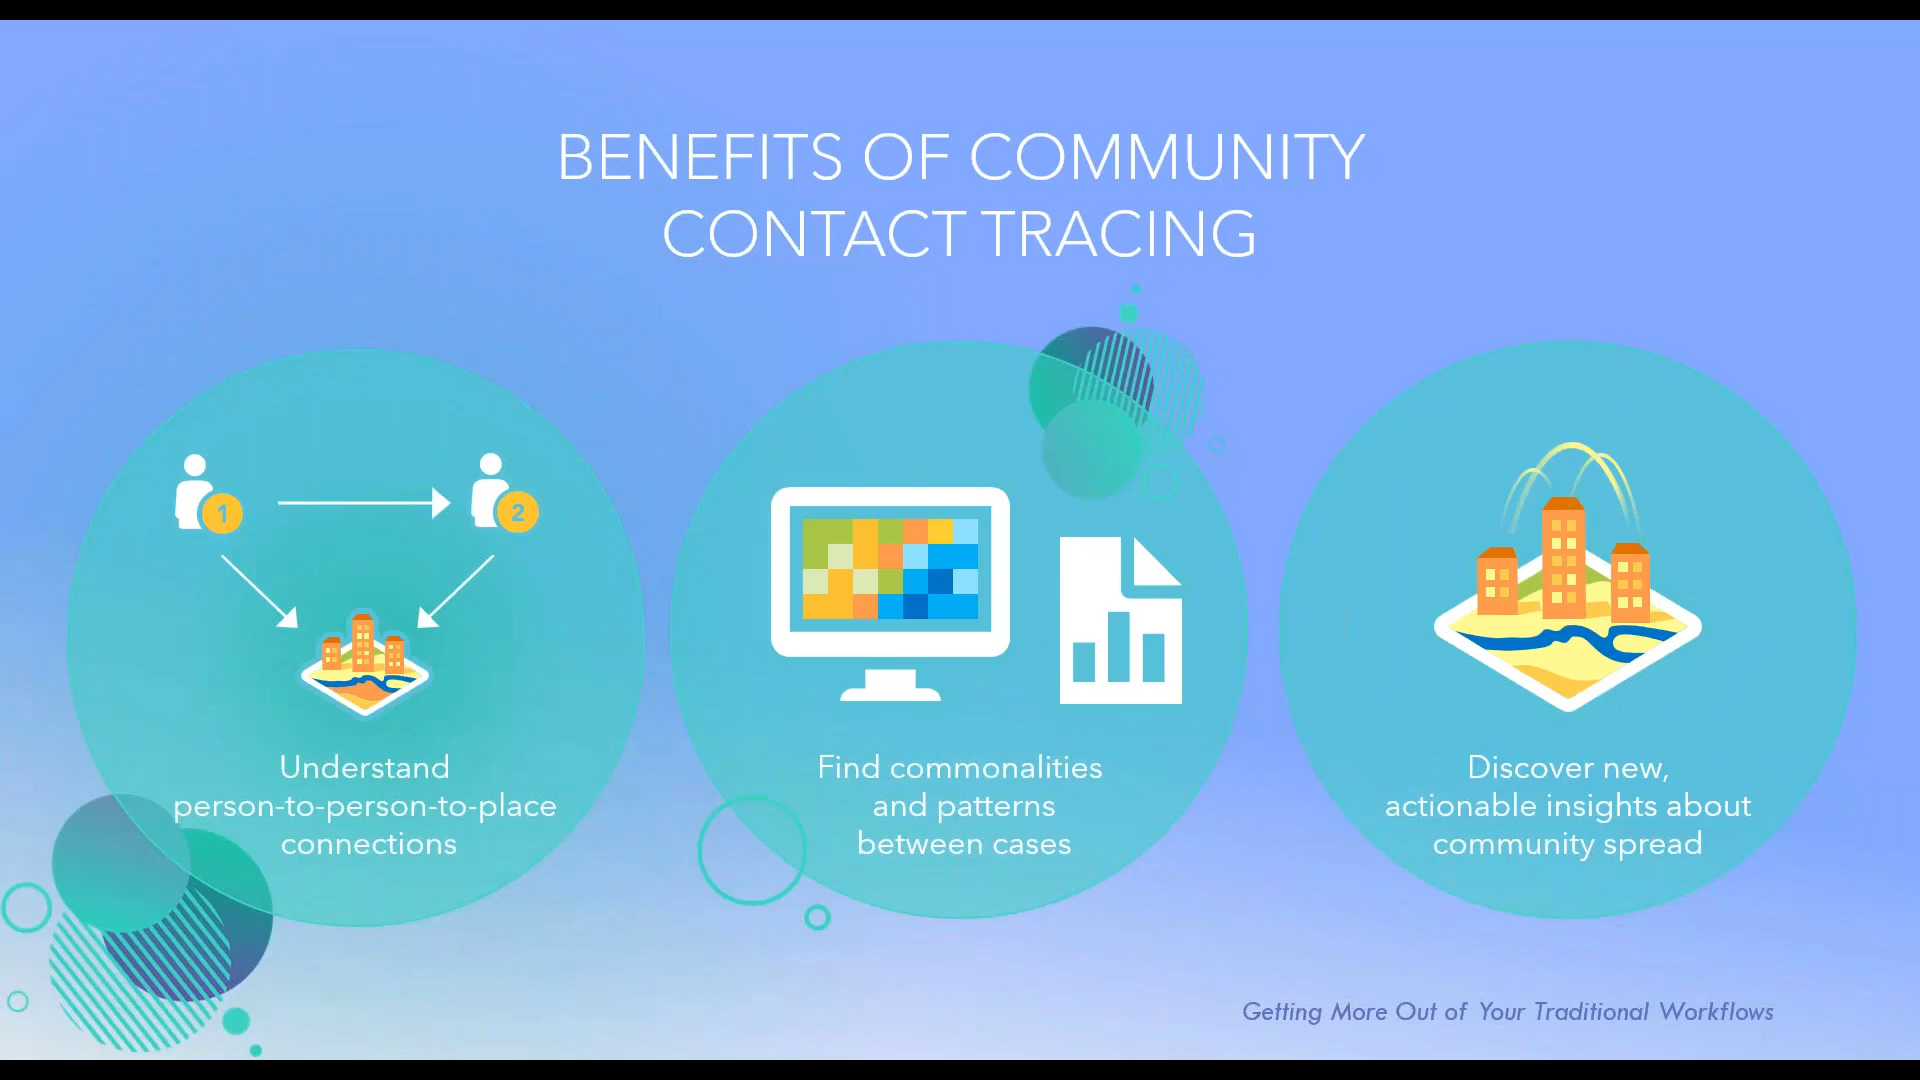 BENEFITS OF COMMUNITY
CONTACT TRACING
1
2
Understand
person-to-person-to-place
connections
Find commonalities
and patterns
between cases
Discover new,
actionable insights about
community spread
Getting More Out of Your Traditional Workflows